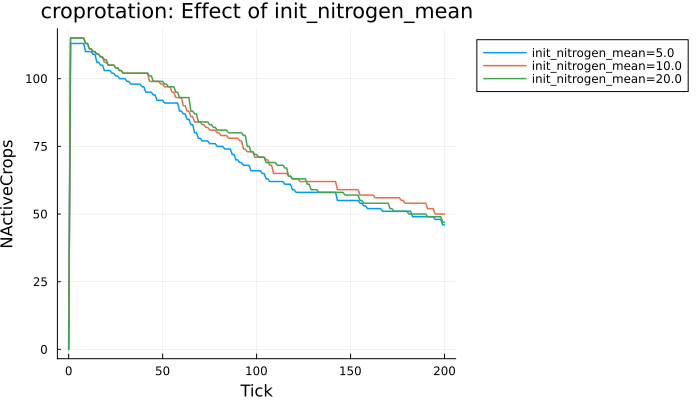 croprotation: Effect of init_nitrogen_mean
NActiveCrops
100
75
50
25
0
0 50 100 150 200
Tick
init_nitrogen_mean=5.0
init_nitrogen_mean=10.0
init_nitrogen_mean=20.0